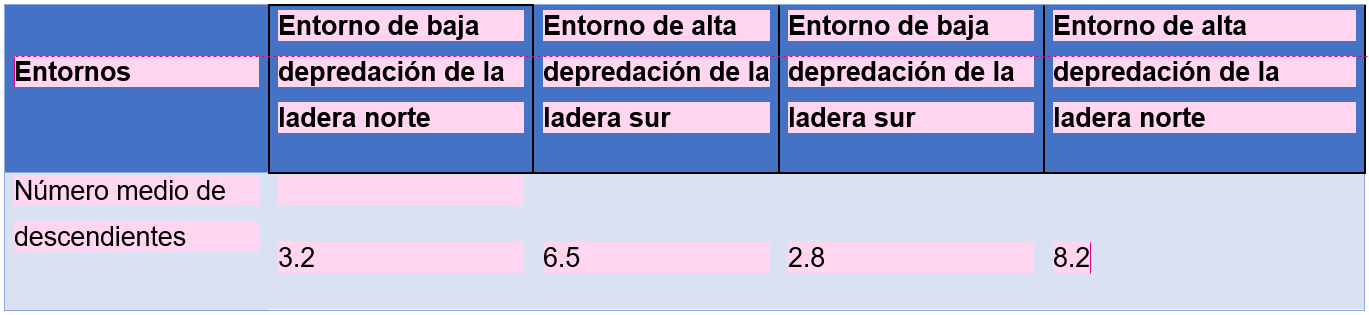 Entornos
Entorno de baja
depredación de la
ladera norte
Entorno de alta
depredación de la
ladera sur
Entorno de baja
depredación de la
ladera sur
Entorno de alta
depredación de la
ladera norte
Número medio de
descendientes
3.2
6.5
2.8
8.2